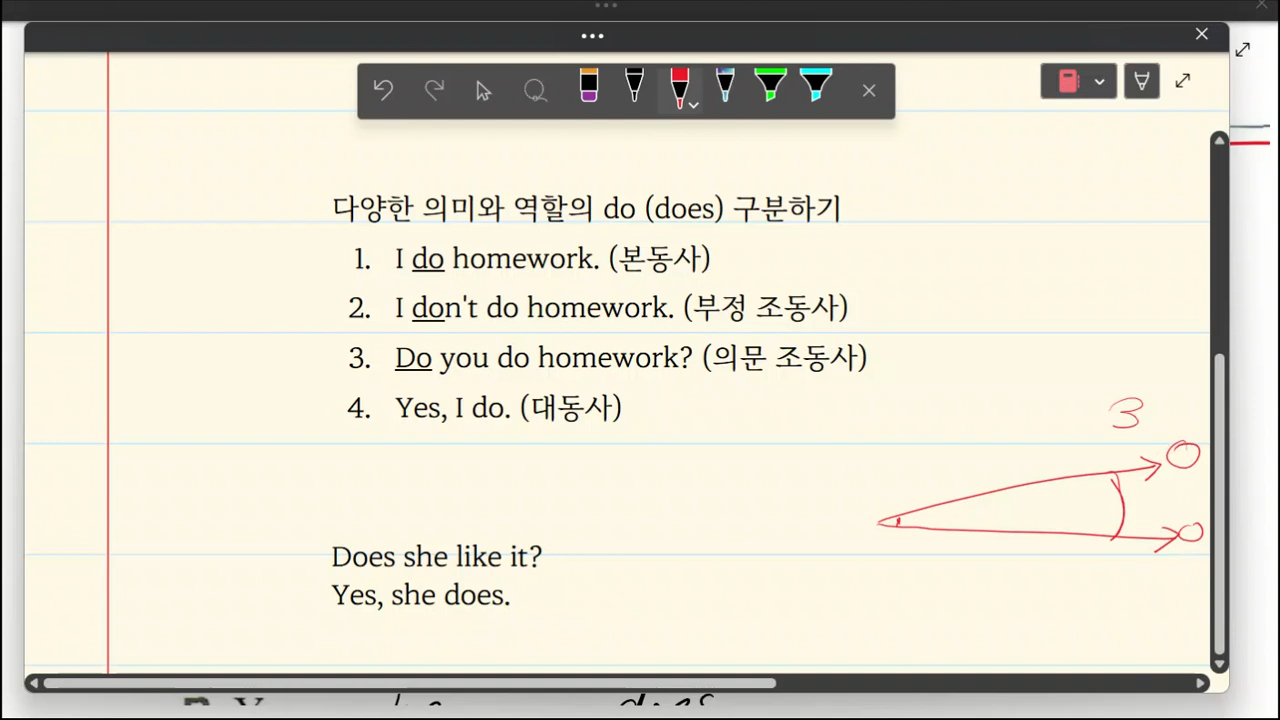 다양한 의미와 역할의 do (does) 구분하기
1. I do homework. (본동사)
2. I don't do homework. (부정 조동사)
3. Do you do homework? (의문 조동사)
4. Yes, I do. (대동사)
3
Does she like it?
Yes, she does.